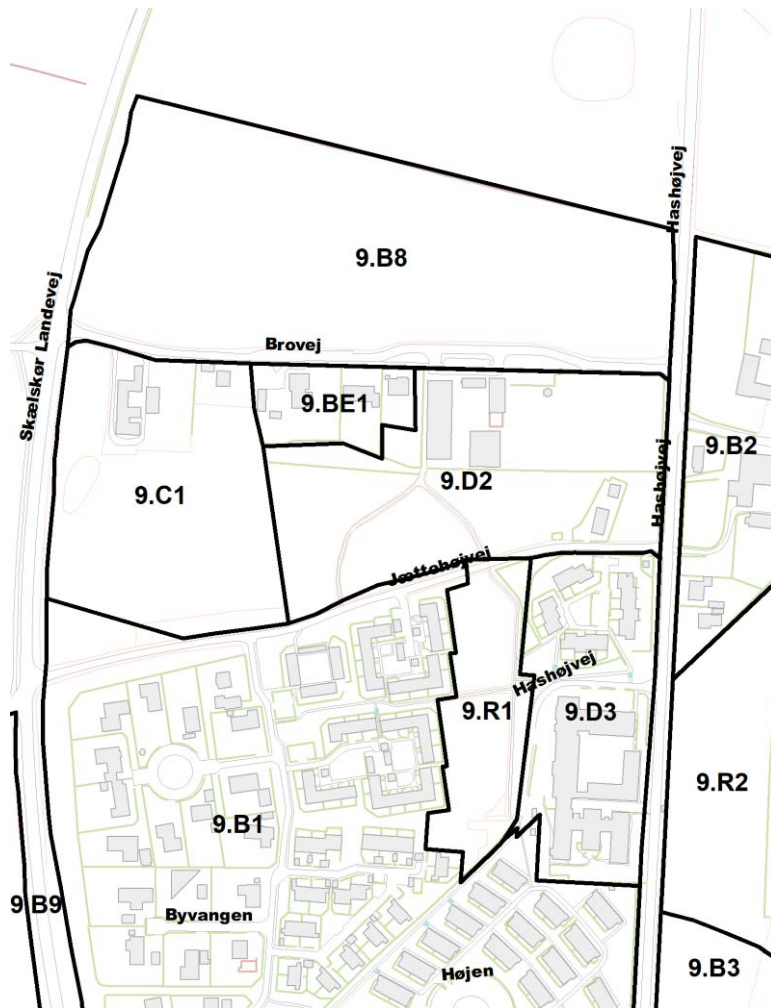 Hashøjvej
9.B8
Skælskør Landevej
Brovej
9.BE1
9.B2
9.D2
9.C1
Hashøjvej
Jættehøjvej
Hashøjvej
9.R1
9.D3
9.R2
9.B1
9.B9
Byvangen
Højen
9.B3